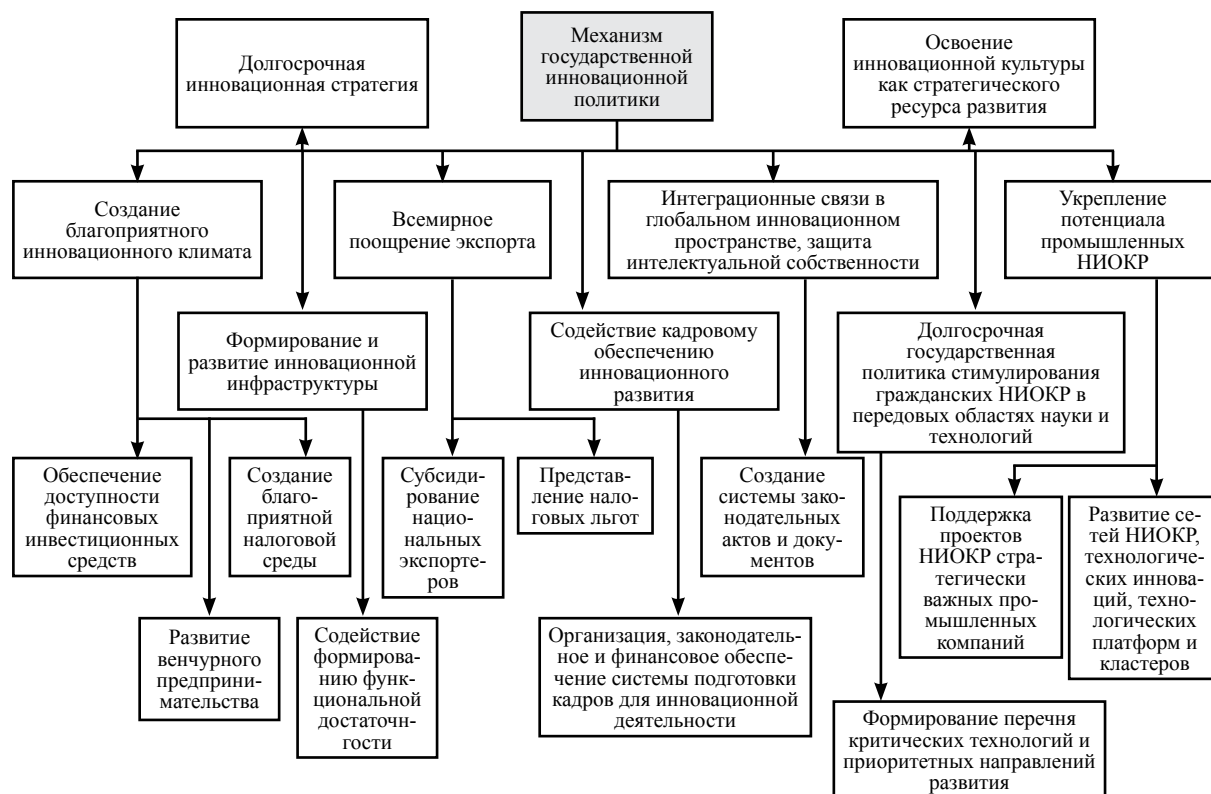 Долгосрочная
инновационная стратегия
Механизм
государственной
инновационной
политики
Освоение
инновационной культуры
как стратегического
ресурса развития
Создание
благоприятного
инновационного климата
Всемирное
поощрение экспорта
Интеграционные связи в
глобальном инновационном
пространстве, защита
интелектуальной собственности
Укрепление
потенциала
промышленных
НИОКР
Формирование и
развитие инновационной
инфраструктуры
Содействие кадровому
обеспечению
инновационного
развития
Долгосрочная
государственная
политика стимулирования
гражданских НИОКР в
передовых областях науки и
технологий
Обеспечение
доступности
финансовых
инвестиционных
средств
Создание
благо-
приятной
налоговой
среды
Субсиди-
рование
нацио-
нальных
экспорте-
ров
Представ-
ление нало-
говых льгот
Создание
системы зако-
нодательных
актов и доку-
ментов
Поддержка
проектов
НИОКР стра-
тегически
важных про-
мышленных
компаний
Развитие се-
тей НИОКР,
технологиче-
ских иннова-
ций, техно-
логических
платформ и
кластеров
Развитие
венчурного
предприни-
мательства
Содействие
формирова-
нию функ-
циональной
достаточн-
гости
Организация, законодатель-
ное и финансовое обеспе-
чение системы подготовки
кадров для инновационной
деятельности
Формирование перечня
критических технологий и
приоритетных направлений
развития